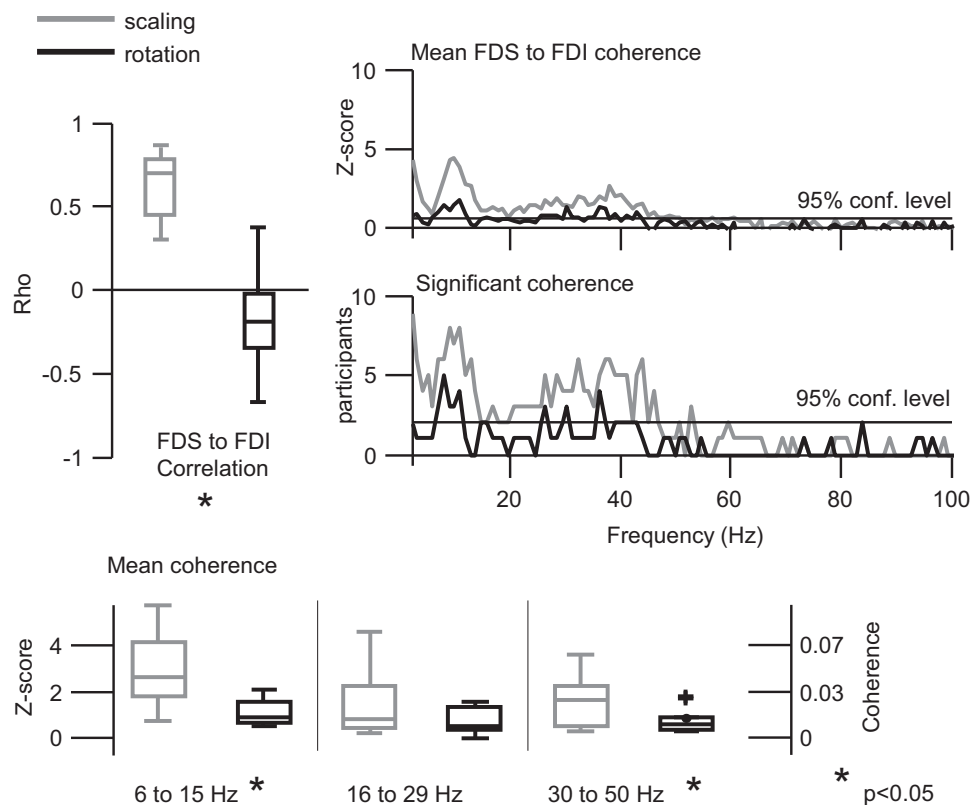 scaling
rotation
Mean FDS to FDI coherence
10
5
0
Z-score
95% conf. level
1
0.5
0
-0.5
-1
Rho
FDS to FDI
Correlation
*
Significant coherence
10
5
0
participants
95% conf. level
20 40 60 80 100
Frequency (Hz)
Mean coherence
Z-score
4
2
0
0.07
0.03
0
Coherence
6 to 15 Hz *
16 to 29 Hz
30 to 50 Hz *
* p<0.05